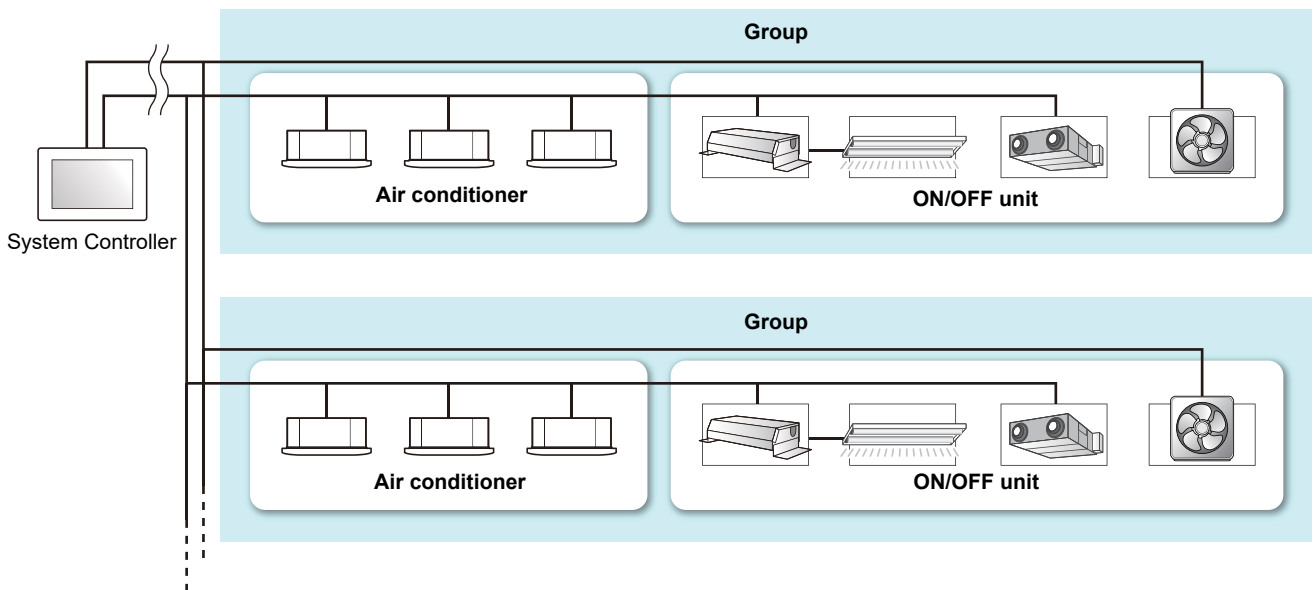 Group
Air conditioner
ON/OFF unit
System Controller
Group
Air conditioner
ON/OFF unit